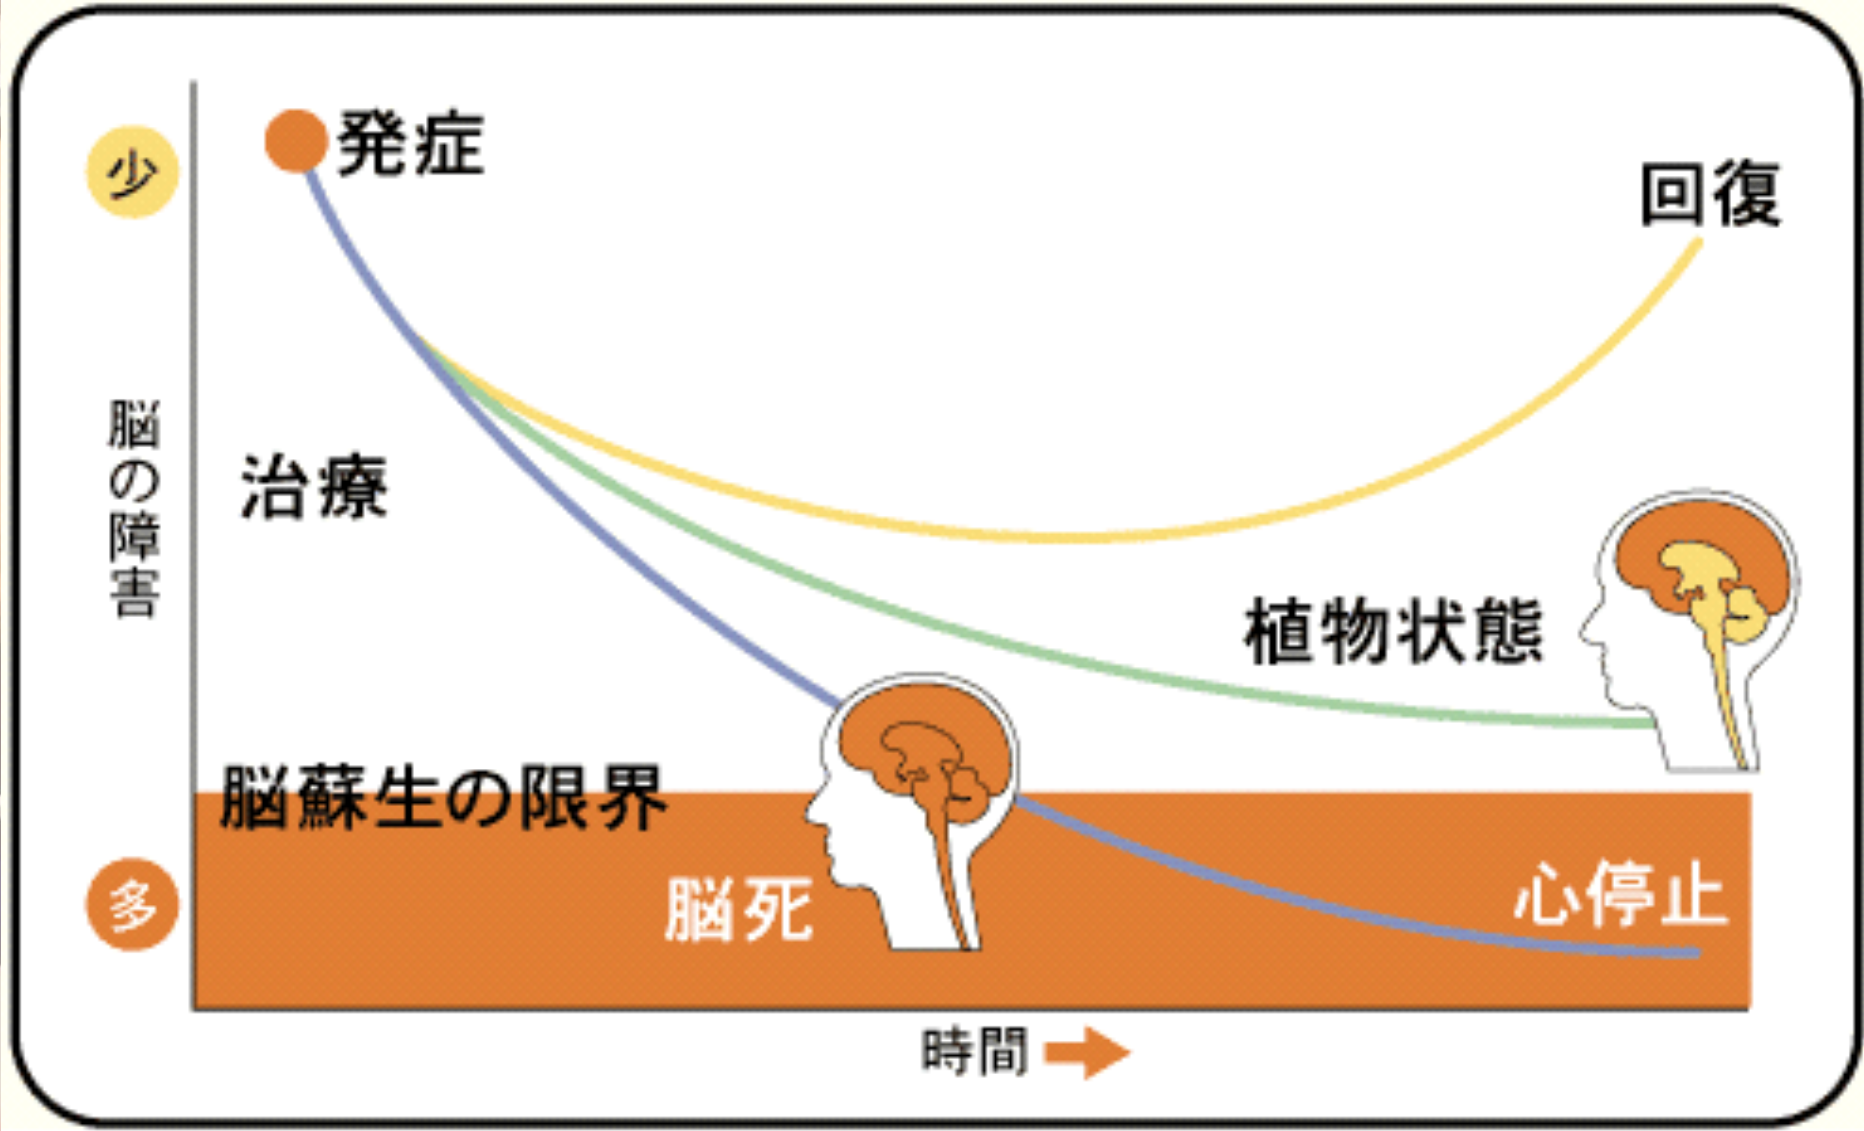 発症
少
回復
脳の障害
治療
植物状態
脳蘇生の限界
脳死
心停止
多
時間